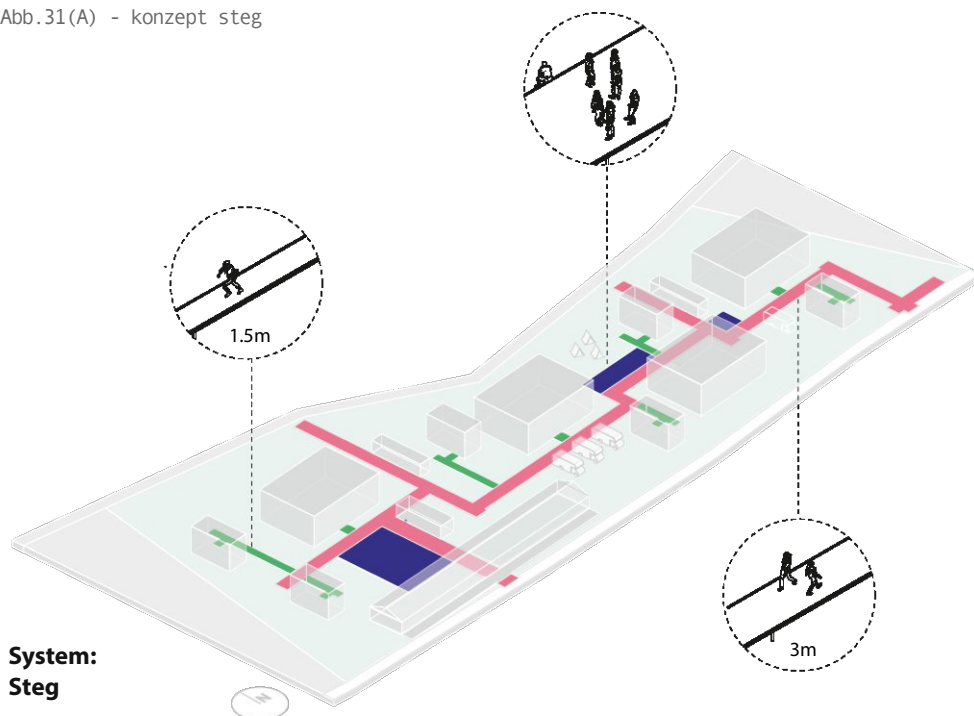 Abb.31(A) - konzept steg
1.5m
3m
System:
Steg
N